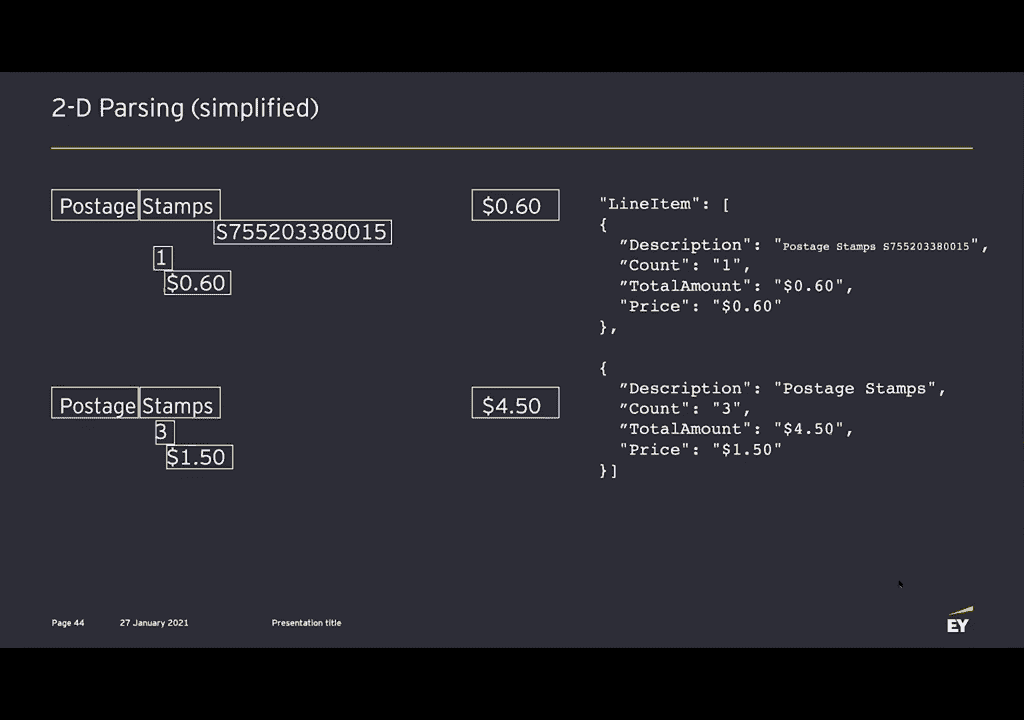 2-D Parsing (simplified)
Postage Stamps $0.60
S755203380015
1
$0.60
Postage Stamps $4.50
3
$1.50
"LineItem": [
{
”Description": "Postage Stamps S755203380015",
”Count": "1",
”TotalAmount": "$0.60",
"Price": "$0.60"
},
{
”Description": "Postage Stamps",
”Count": "3",
”TotalAmount": "$4.50",
"Price": "$1.50"
}]
Page 44 27 January 2021 Presentation title
EY